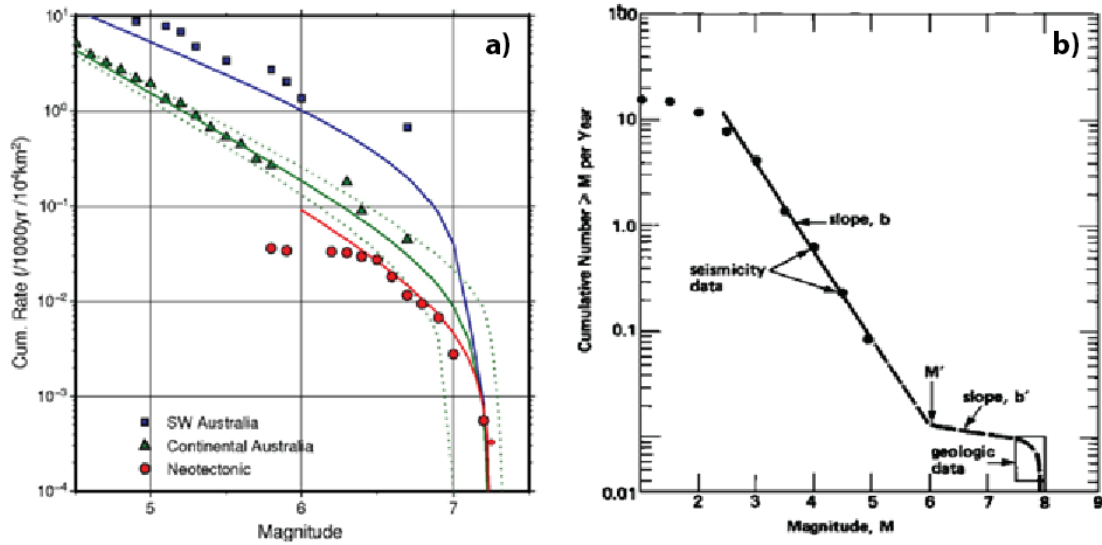 a)
Cum. Rate (/1000yr /10⁴km²)
10¹
10⁰
10⁻¹
10⁻²
10⁻³
10⁻⁴
SW Australia
Continental Australia
Neotectonic
5 6 7
Magnitude
b)
Cumulative Number > M per Year
100
10
1.0
0.1
0.01
slope, b
seismicity
data
M'
slope, b'
geologic
data
1 2 3 4 5 6 7 8 9
Magnitude, M